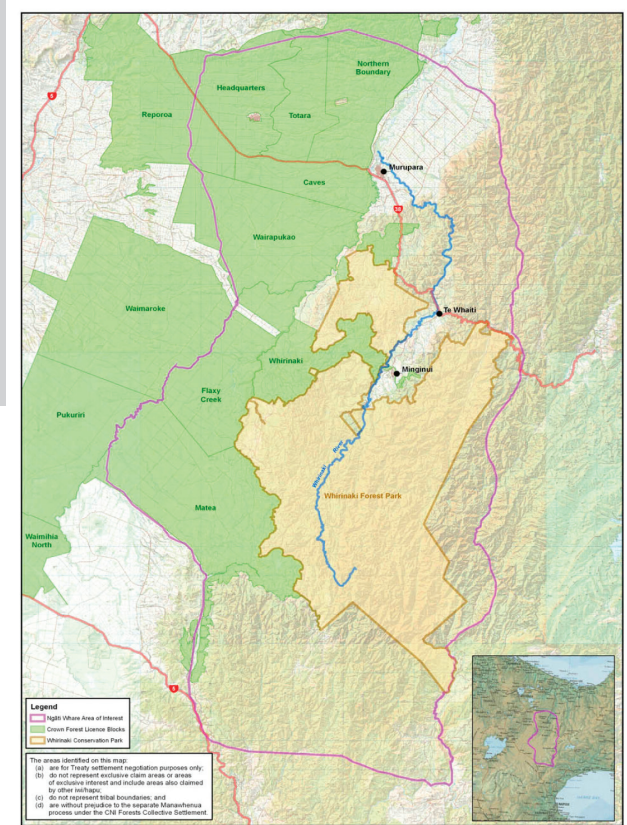 Northern
Boundary
Headquarters
5
Reporoa
Totara
Murupara
Caves
38
Wairapukao
Waimaroke
Te Whaiti
Whirinaki
Minginui
Flaxy
Creek
Pukuriri
Whirinaki River
Whirinaki Forest Park
Matea
Waimihia
North
5
Legend
Ngāti Whare Area of Interest
Crown Forest Licence Blocks
Whirinaki Conservation Park
The areas identified on this map:
(a) are for Treaty settlement negotiation purposes only;
(b) do not represent exclusive claim areas or areas
of exclusive interest and include areas also claimed
by other iwi/hapu;
(c) do not represent tribal boundaries; and
(d) are without prejudice to the separate Manawhenua
process under the CNI Forests Collective Settlement.